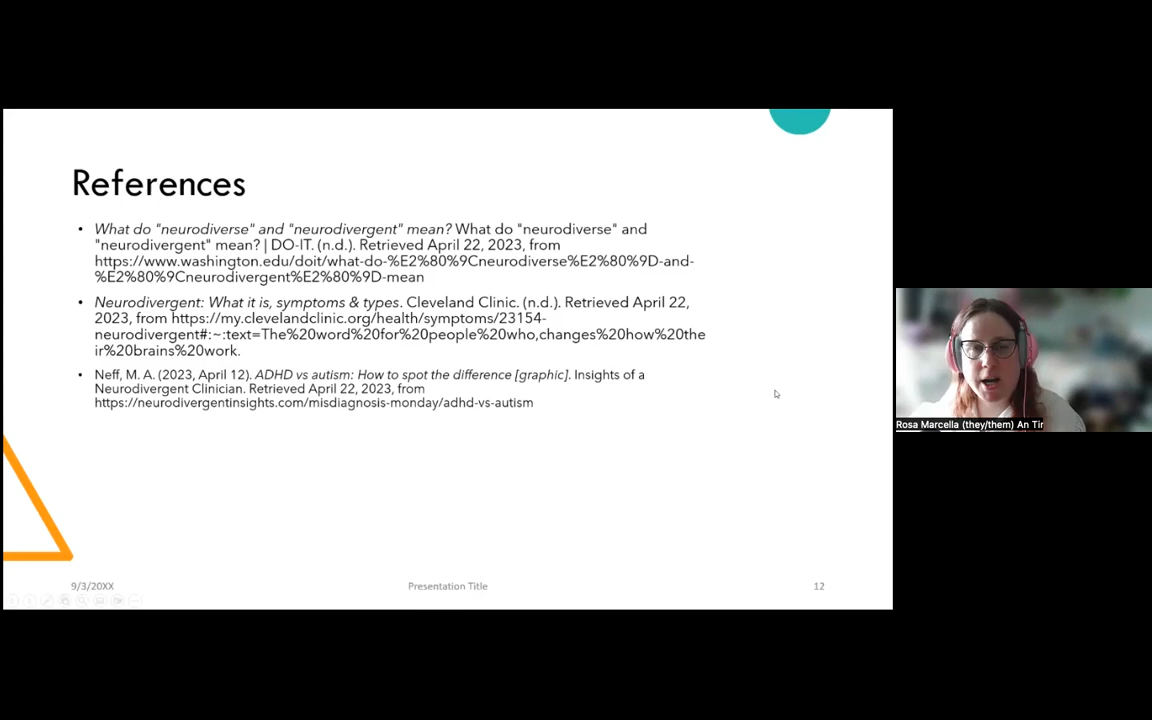 References
• What do "neurodiverse" and "neurodivergent" mean? What do "neurodiverse" and
"neurodivergent" mean? | DO-IT. (n.d.). Retrieved April 22, 2023, from
https://www.washington.edu/doit/what-do-%E2%80%9Cneurodiverse%E2%80%9D-and-
%E2%80%9Cneurodivergent%E2%80%9D-mean
• Neurodivergent: What it is, symptoms & types. Cleveland Clinic. (n.d.). Retrieved April 22,
2023, from https://my.clevelandclinic.org/health/symptoms/23154-
neurodivergent#:~:text=The%20word%20for%20people%20who,changes%20how%20the
ir%20brains%20work.
• Neff, M. A. (2023, April 12). ADHD vs autism: How to spot the difference [graphic]. Insights of a
Neurodivergent Clinician. Retrieved April 22, 2023, from
https://neurodivergentinsights.com/misdiagnosis-monday/adhd-vs-autism
Rosa Marcella (they/them) An Tir
9/3/20XX
Presentation Title
12